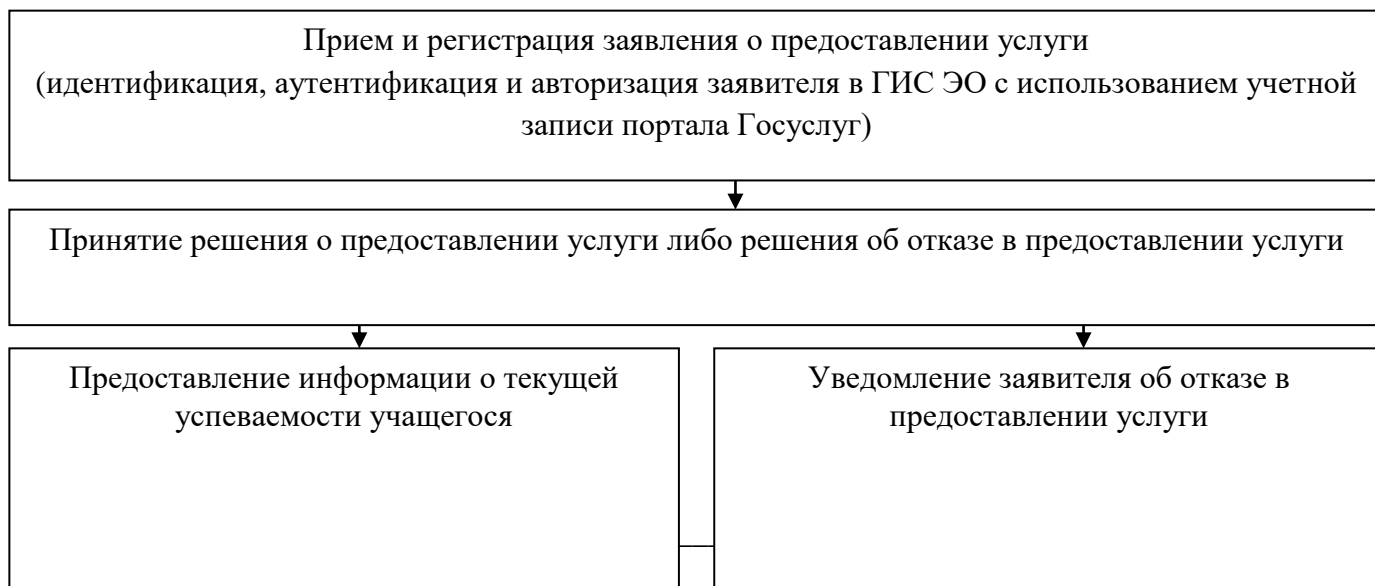 Прием и регистрация заявления о предоставлении услуги
(идентификация, аутентификация и авторизация заявителя в ГИС ЭО с использованием учетной
записи портала Госуслуг)
Принятие решения о предоставлении услуги либо решения об отказе в предоставлении услуги
Предоставление информации о текущей
успеваемости учащегося
Уведомление заявителя об отказе в
предоставлении услуги